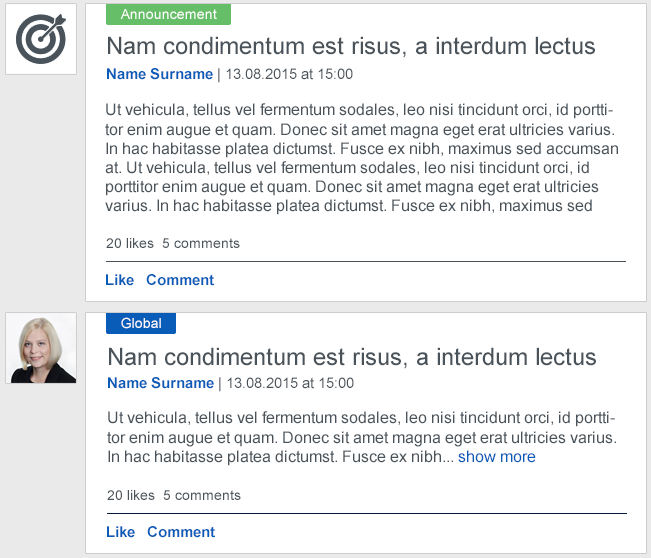 Announcement
Nam condimentum est risus, a interdum lectus
Name Surname | 13.08.2015 at 15:00
Ut vehicula, tellus vel fermentum sodales, leo nisi tincidunt orci, id portti-
tor enim augue et quam. Donec sit amet magna eget erat ultricies varius.
In hac habitasse platea dictumst. Fusce ex nibh, maximus sed accumsan
at. Ut vehicula, tellus vel fermentum sodales, leo nisi tincidunt orci, id
porttitor enim augue et quam. Donec sit amet magna eget erat ultricies
varius. In hac habitasse platea dictumst. Fusce ex nibh, maximus sed
20 likes 5 comments
Like Comment
Global
Nam condimentum est risus, a interdum lectus
Name Surname | 13.08.2015 at 15:00
Ut vehicula, tellus vel fermentum sodales, leo nisi tincidunt orci, id portti-
tor enim augue et quam. Donec sit amet magna eget erat ultricies varius.
In hac habitasse platea dictumst. Fusce ex nibh... show more
20 likes 5 comments
Like Comment